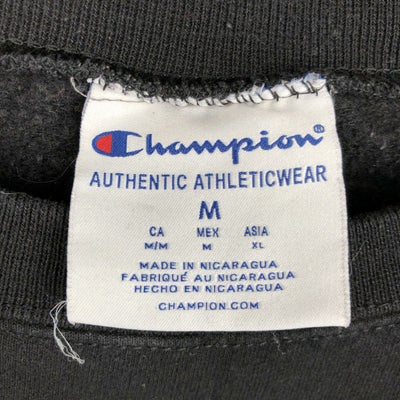 Champion®
AUTHENTIC ATHLETICWEAR
M
CA MEX ASIA
M/M M XL
MADE IN NICARAGUA
FABRIQUÉ AU NICARAGUA
HECHO EN NICARAGUA
CHAMPION.COM